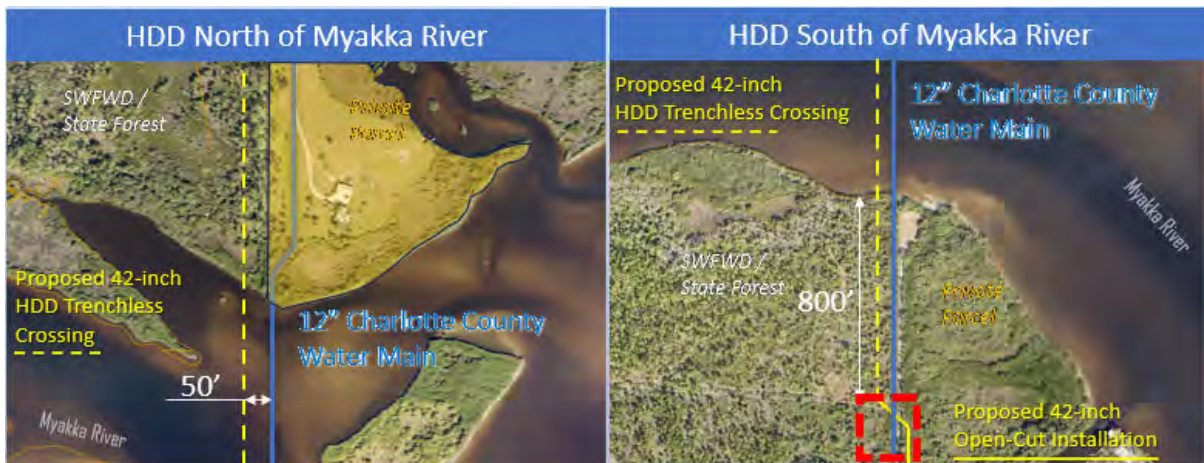 HDD North of Myakka River
SWFWD /
State Forest
Private
Parcel
Proposed 42-inch
HDD Trenchless
Crossing
12” Charlotte County
Water Main
50’
Myakka River
HDD South of Myakka River
Proposed 42-inch
HDD Trenchless Crossing
12” Charlotte County
Water Main
Myakka River
SWFWD /
State Forest
800’
Private
Parcel
Proposed 42-inch
Open-Cut Installation